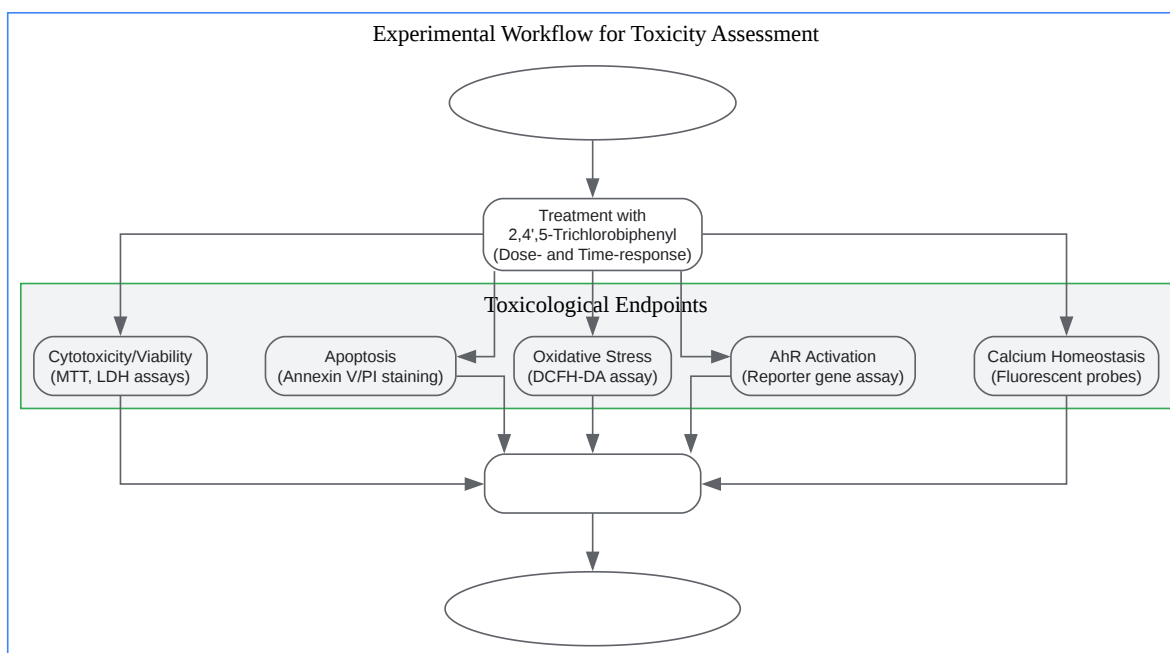 Experimental Workflow for Toxicity Assessment
Treatment with
2,4',5-Trichlorobiphenyl
(Dose- and Time-response)
Toxicological Endpoints
Cytotoxicity/Viability
(MTT, LDH assays)
Apoptosis
(Annexin V/PI staining)
Oxidative Stress
(DCFH-DA assay)
AhR Activation
(Reporter gene assay)
Calcium Homeostasis
(Fluorescent probes)